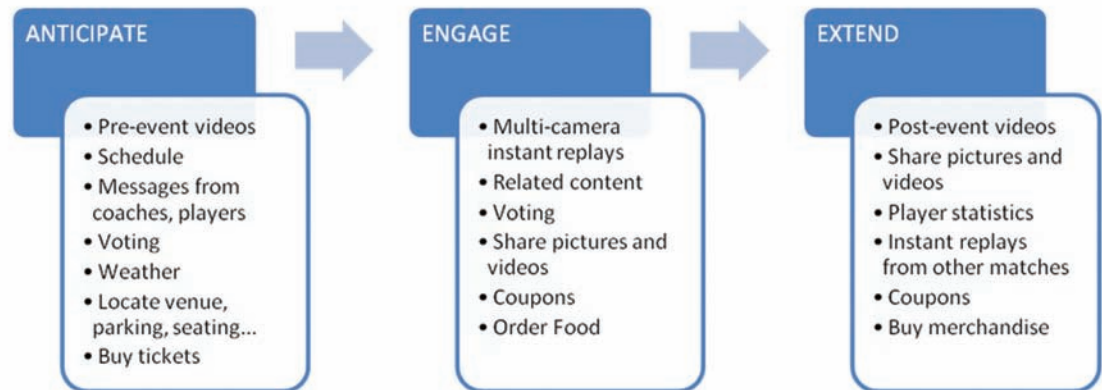 ANTICIPATE
• Pre-event videos
• Schedule
• Messages from
coaches, players
• Voting
• Weather
• Locate venue,
parking, seating...
• Buy tickets
ENGAGE
• Multi-camera
instant replays
• Related content
• Voting
• Share pictures and
videos
• Coupons
• Order Food
EXTEND
• Post-event videos
• Share pictures and
videos
• Player statistics
• Instant replays
from other matches
• Coupons
• Buy merchandise